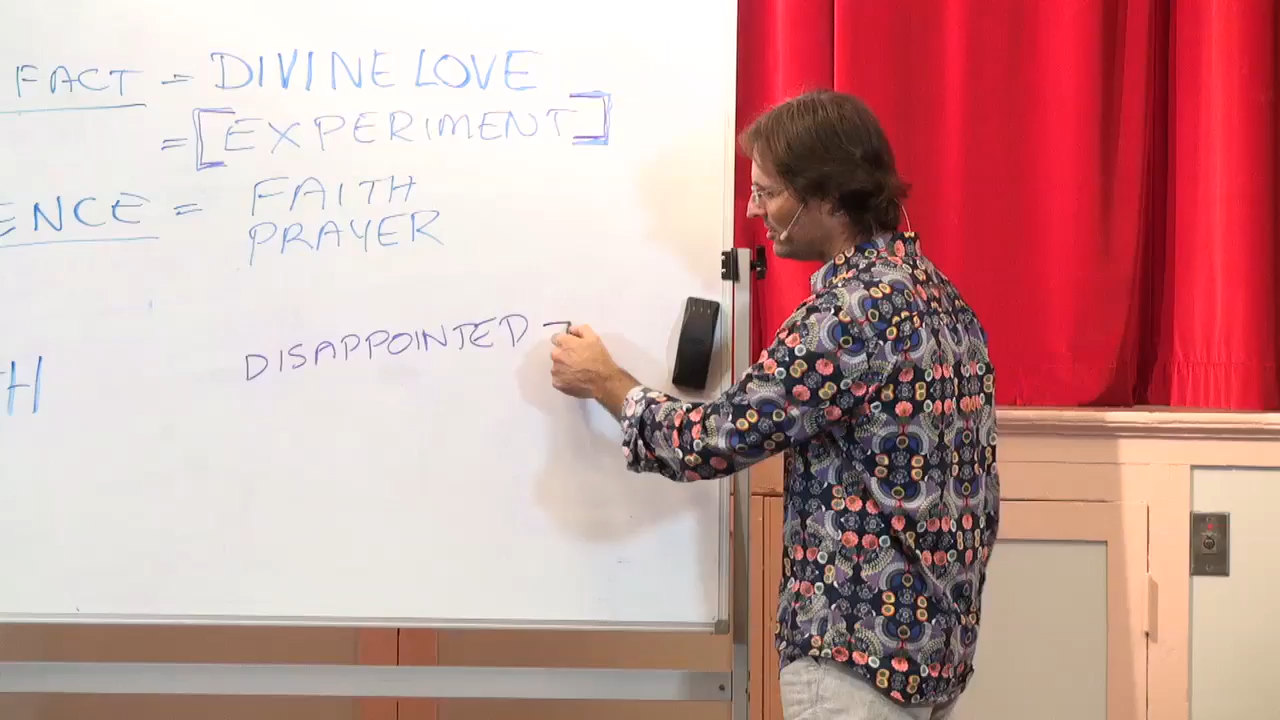 FACT = DIVINE LOVE
= [EXPERIMENT]
ENCE = FAITH
PRAYER
DISAPPOINTED -
H